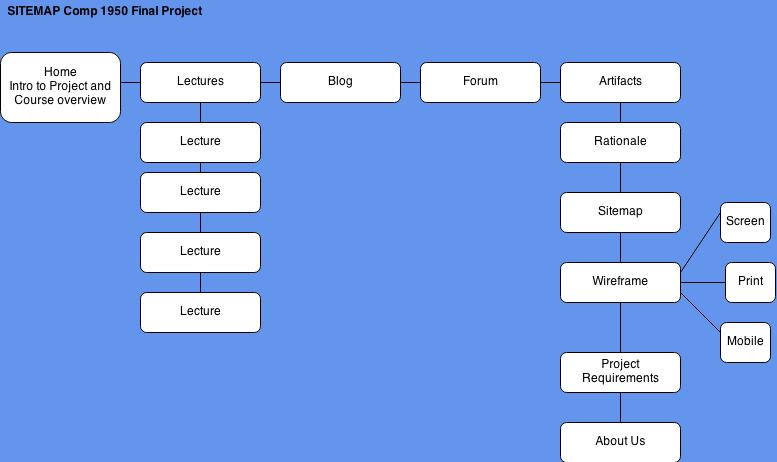 SITEMAP Comp 1950 Final Project
Home
Intro to Project and
Course overview
Lectures
Blog
Forum
Artifacts
Lecture
Rationale
Lecture
Sitemap
Screen
Lecture
Wireframe
Print
Lecture
Mobile
Project
Requirements
About Us